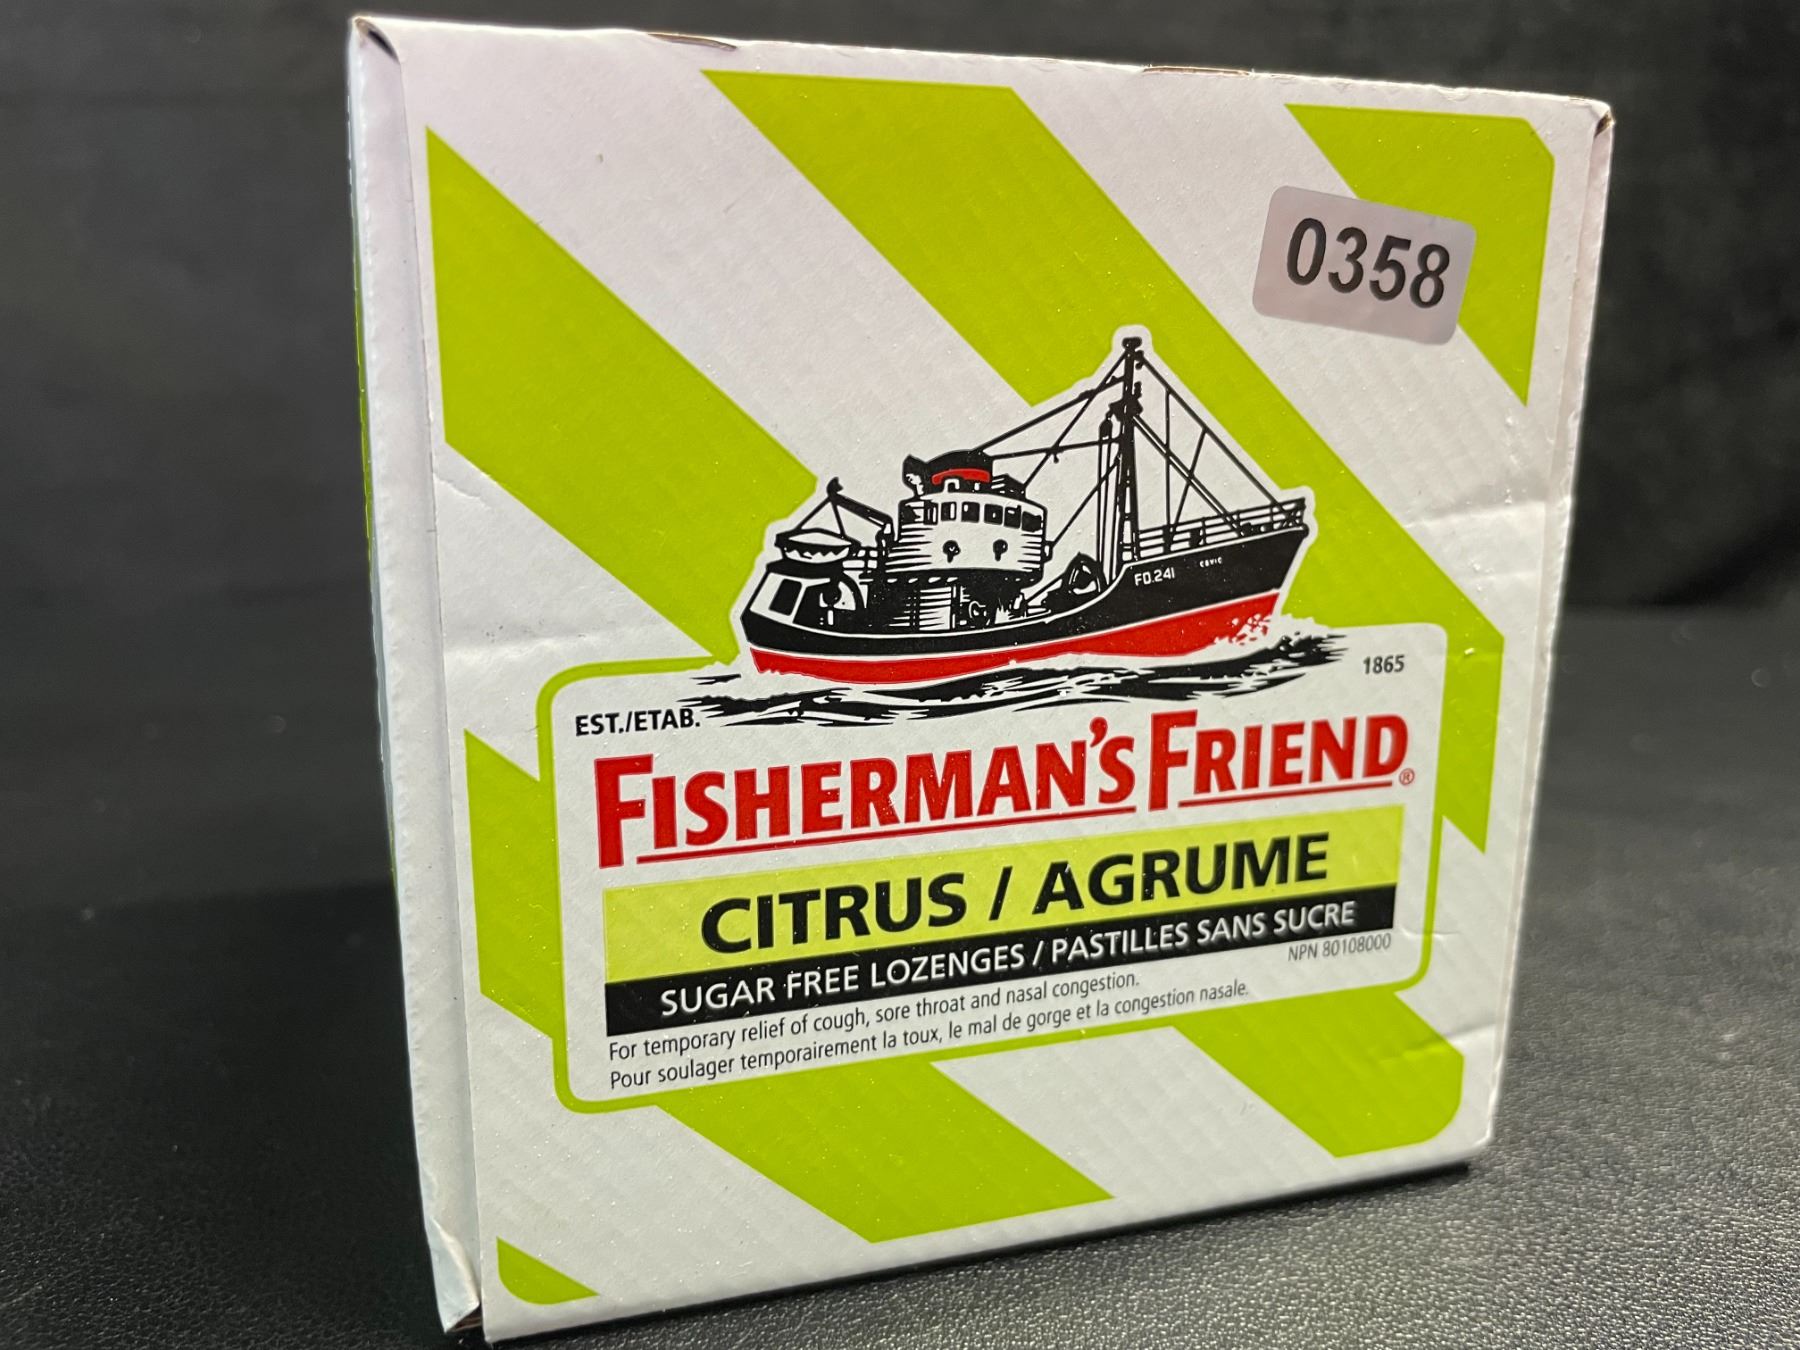 0358
FD.241
1865
EST./ETAB.
FISHERMAN'S FRIEND®
CITRUS / AGRUME
SUGAR FREE LOZENGES / PASTILLES SANS SUCRE
NPN 80108000
For temporary relief of cough, sore throat and nasal congestion.
Pour soulager temporairement la toux, le mal de gorge et la congestion nasale.